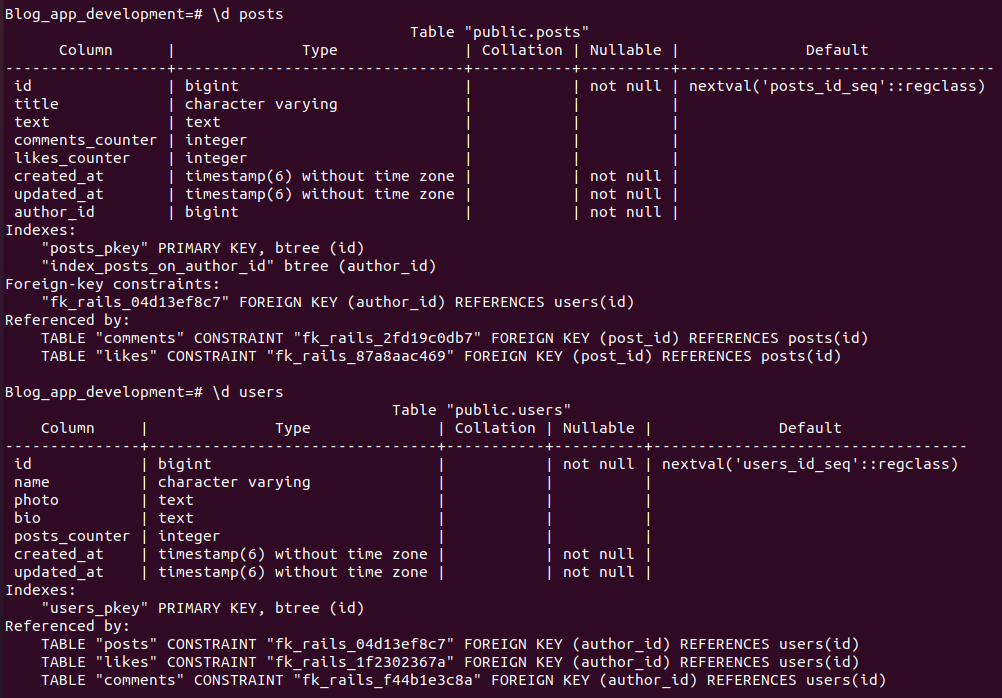 Blog_app_development=# \d posts
                                             Table "public.posts"
      Column      |              Type              | Collation | Nullable |              Default
------------------+--------------------------------+-----------+----------+-----------------------------------
 id               | bigint                         |           | not null | nextval('posts_id_seq'::regclass)
 title            | character varying              |           |          |
 text             | text                           |           |          |
 comments_counter | integer                        |           |          |
 likes_counter    | integer                        |           |          |
 created_at       | timestamp(6) without time zone |           | not null |
 updated_at       | timestamp(6) without time zone |           | not null |
 author_id        | bigint                         |           | not null |
Indexes:
    "posts_pkey" PRIMARY KEY, btree (id)
    "index_posts_on_author_id" btree (author_id)
Foreign-key constraints:
    "fk_rails_04d13ef8c7" FOREIGN KEY (author_id) REFERENCES users(id)
Referenced by:
    TABLE "comments" CONSTRAINT "fk_rails_2fd19c0db7" FOREIGN KEY (post_id) REFERENCES posts(id)
    TABLE "likes" CONSTRAINT "fk_rails_87a8aac469" FOREIGN KEY (post_id) REFERENCES posts(id)

Blog_app_development=# \d users
                                           Table "public.users"
    Column     |              Type              | Collation | Nullable |              Default
---------------+--------------------------------+-----------+----------+-----------------------------------
 id            | bigint                         |           | not null | nextval('users_id_seq'::regclass)
 name          | character varying              |           |          |
 photo         | text                           |           |          |
 bio           | text                           |           |          |
 posts_counter | integer                        |           |          |
 created_at    | timestamp(6) without time zone |           | not null |
 updated_at    | timestamp(6) without time zone |           | not null |
Indexes:
    "users_pkey" PRIMARY KEY, btree (id)
Referenced by:
    TABLE "posts" CONSTRAINT "fk_rails_04d13ef8c7" FOREIGN KEY (author_id) REFERENCES users(id)
    TABLE "likes" CONSTRAINT "fk_rails_1f2302367a" FOREIGN KEY (author_id) REFERENCES users(id)
    TABLE "comments" CONSTRAINT "fk_rails_f44b1e3c8a" FOREIGN KEY (author_id) REFERENCES users(id)